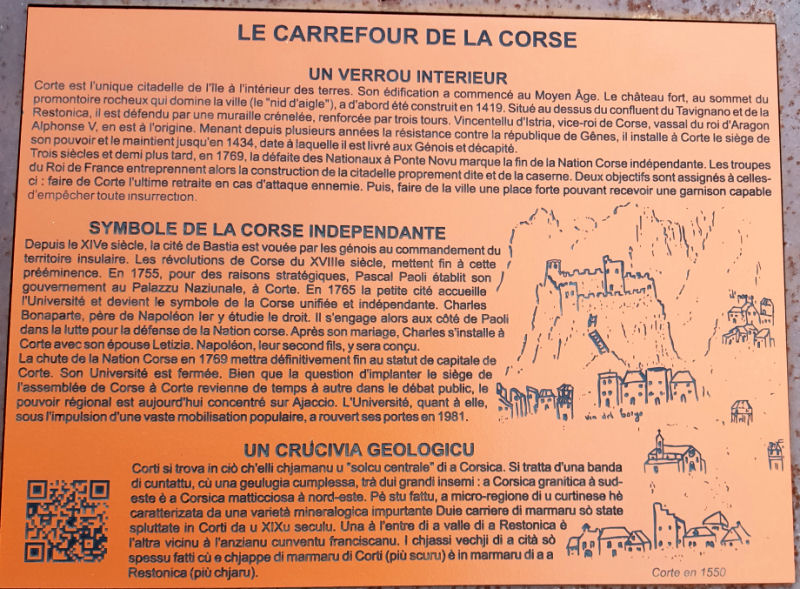 LE CARREFOUR DE LA CORSE
UN VERROU INTERIEUR
Corte est l'unique citadelle de l'île à l'intérieur des terres. Son édification a commencé au Moyen Âge. Le château fort, au sommet du
promontoire rocheux qui domine la ville (le "nid d'aigle"), a d'abord été construit en 1419. Situé au dessus du confluent du Tavignano et de la
Restonica, il est défendu par une muraille crénelée, renforcée par trois tours. Vincentellu d'Istria, vice-roi de Corse, vassal du roi d'Aragon
Alphonse V, en est à l'origine. Menant depuis plusieurs années la résistance contre la république de Gênes, il installe à Corte le siège de
son pouvoir et le maintient jusqu'en 1434, date à laquelle il est livré aux Génois et décapité.
Trois siècles et demi plus tard, en 1769, la défaite des Nationaux à Ponte Novu marque la fin de la Nation Corse indépendante. Les troupes
du Roi de France entreprennent alors la construction de la citadelle proprement dite et de la caserne. Deux objectifs sont assignés à celles-
ci : faire de Corte l'ultime retraite en cas d'attaque ennemie. Puis, faire de la ville une place forte pouvant recevoir une garnison capable
d'empêcher toute insurrection.
SYMBOLE DE LA CORSE INDEPENDANTE
Depuis le XIVe siècle, la cité de Bastia est vouée par les génois au commandement du
territoire insulaire. Les révolutions de Corse du XVIIIe siècle, mettent fin à cette
prééminence. En 1755, pour des raisons stratégiques, Pascal Paoli établit son
gouvernement au Palazzu Naziunale, à Corte. En 1765 la petite cité accueille
l'Université et devient le symbole de la Corse unifiée et indépendante. Charles
Bonaparte, père de Napoléon Ier y étudie le droit. Il s'engage alors aux côté de Paoli
dans la lutte pour la défense de la Nation corse. Après son mariage, Charles s'installe à
Corte avec son épouse Letizia. Napoléon, leur second fils, y sera conçu.
La chute de la Nation Corse en 1769 mettra définitivement fin au statut de capitale de
Corte. Son Université est fermée. Bien que la question d'implanter le siège de
l'assemblée de Corse à Corte revienne de temps à autre dans le débat public, le
pouvoir régional est aujourd'hui concentré sur Ajaccio. L'Université, quant à elle,
sous l'impulsion d'une vaste mobilisation populaire, a rouvert ses portes en 1981.
vin del borgo
UN CRUCIVIA GEOLOGICU
Corti si trova in ciò ch'elli chjamanu u "solcu centrale" di a Corsica. Si tratta d'una banda
di cuntattu, cù una geulugia cumplessa, trà dui grandi insemi : a Corsica granitica à sud-
este è a Corsica matticciosa à nord-este. Pè stu fattu, a micro-regione di u curtinese hè
caratterizata da une varietà mineralogica impurtante Duie carriere di marmaru sò state
spluttate in Corti da u XIXu seculu. Una à l'entre di a valle di a Restonica è
l'altra vicinu à l'anzianu cunventu franciscanu. I chjassi vechji di a cità sò
spessu fatti cù e chjappe di marmaru di Corti (più scuru) è in marmaru di a a
Restonica (più chjaru).
Corte en 1550